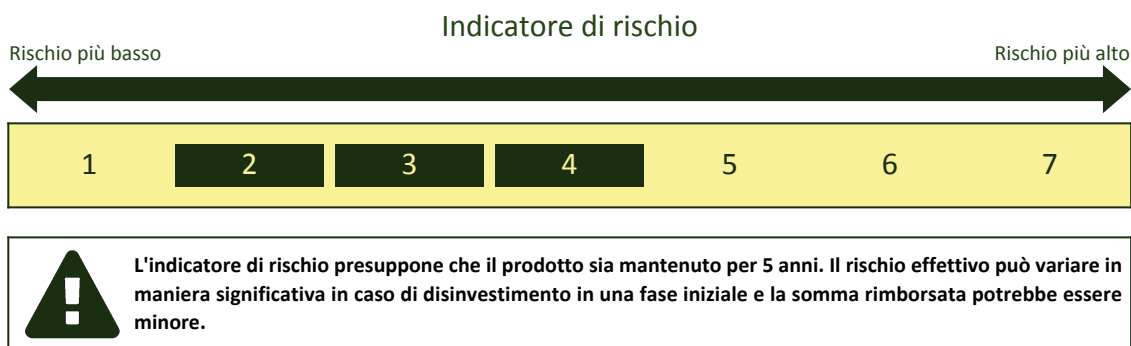 Indicatore di rischio
Rischio più basso
Rischio più alto
1 2 3 4 5 6 7
L'indicatore di rischio presuppone che il prodotto sia mantenuto per 5 anni. Il rischio effettivo può variare in
maniera significativa in caso di disinvestimento in una fase iniziale e la somma rimborsata potrebbe essere
minore.